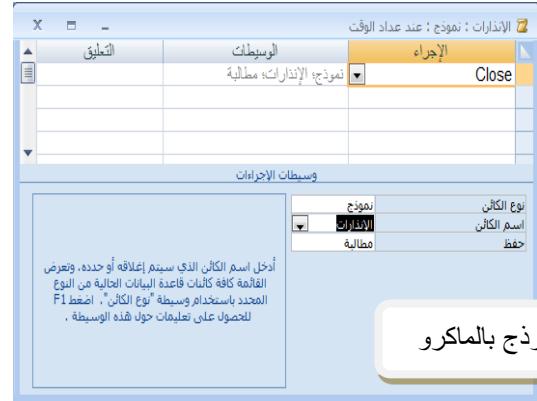 الانذارات : نموذج : عند عداد الوقت
الإجراء الوسيطات التعليق
Close نموذج؛ الإنذارات؛ مطالبة
وسيطات الإجراءات
نوع الكائن نموذج
اسم الكائن الإنذارات
حفظ مطالبة
أدخل اسم الكائن الذي سيتم إغلاقه أو حدده. وتعرض
القائمة كافة كائنات قاعدة البيانات الحالية من النوع
المحدد باستخدام وسيطة "نوع الكائن". اضغط F1
للحصول على تعليمات حول هذه الوسيطة .
بالماكرو